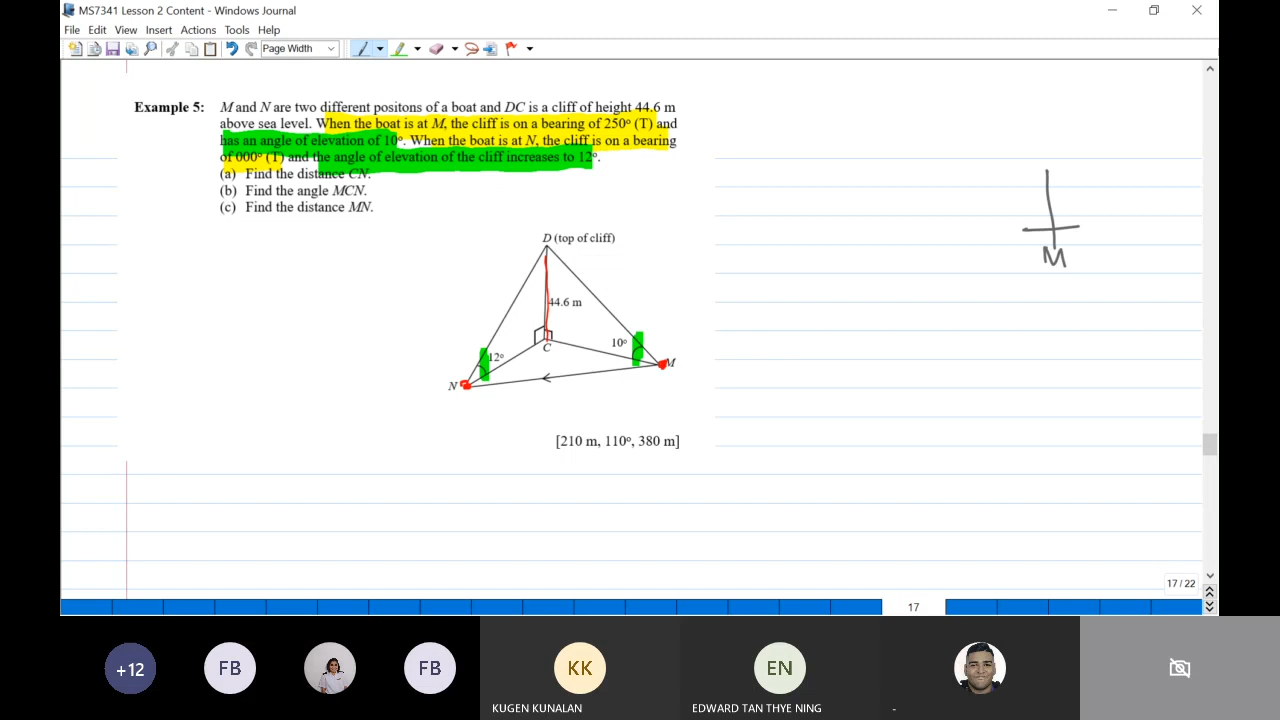 MS7341 Lesson 2 Content - Windows Journal
File Edit View Insert Actions Tools Help
Page Width
Example 5: M and N are two different positons of a boat and DC is a cliff of height 44.6 m
above sea level. When the boat is at M, the cliff is on a bearing of 250° (T) and
has an angle of elevation of 10°. When the boat is at N, the cliff is on a bearing
of 000° (T) and the angle of elevation of the cliff increases to 12°.
(a) Find the distance CN.
(b) Find the angle MCN.
(c) Find the distance MN.
M
D (top of cliff)
44.6 m
10°
C
12°
M
N
[210 m, 110°, 380 m]
17 / 22
17
+12
FB
FB
KK
EN
KUGEN KUNALAN
EDWARD TAN THYE NING
-